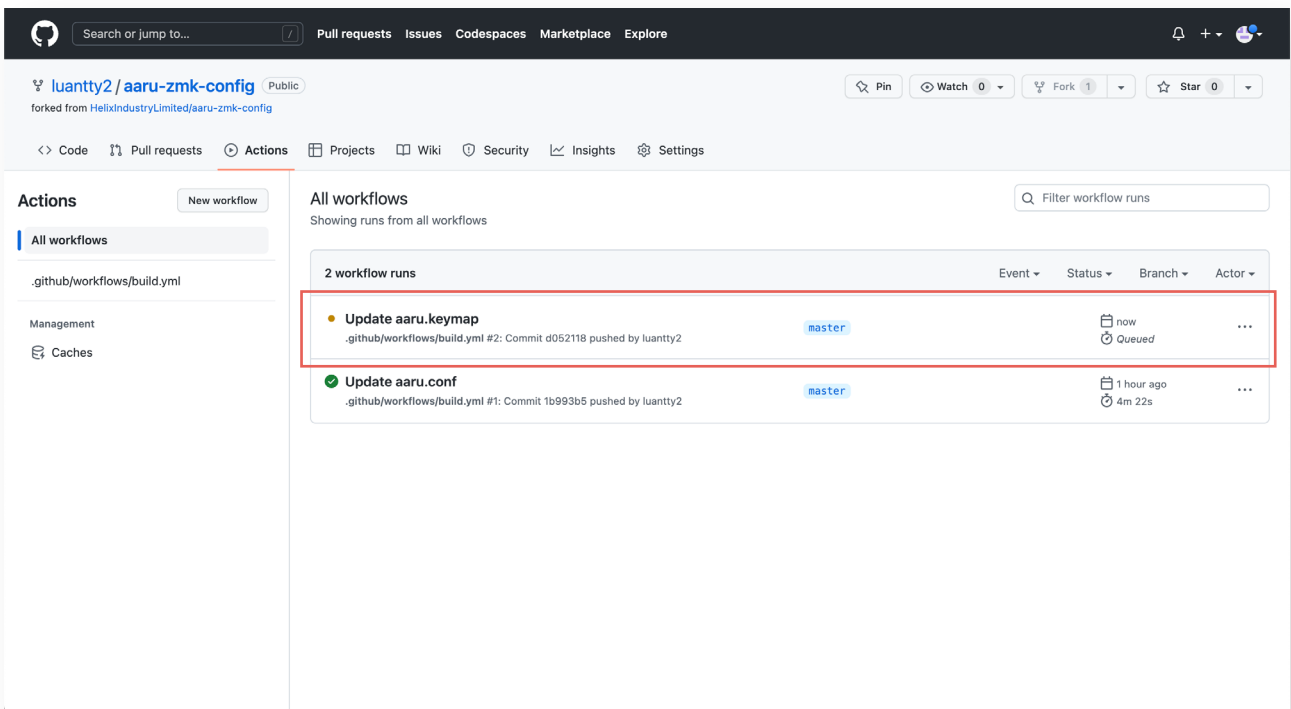 Search or jump to... /
Pull requests Issues Codespaces Marketplace Explore
luantty2 / aaru-zmk-config Public
forked from HelixIndustryLimited/aaru-zmk-config
Pin Watch 0 Fork 1 Star 0
Code Pull requests Actions Projects Wiki Security Insights Settings
Actions
New workflow
All workflows
.github/workflows/build.yml
Management
Caches
All workflows
Showing runs from all workflows
Filter workflow runs
2 workflow runs
Event Status Branch Actor
Update aaru.keymap
.github/workflows/build.yml #2: Commit d052118 pushed by luantty2
master
now
Queued
Update aaru.conf
.github/workflows/build.yml #1: Commit 1b993b5 pushed by luantty2
master
1 hour ago
4m 22s